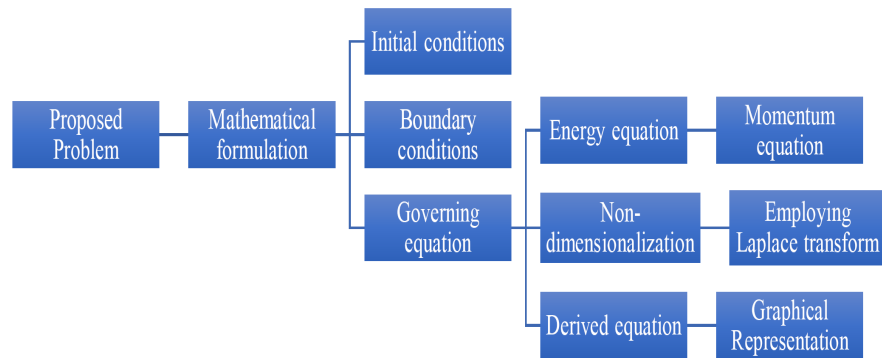 Proposed
Problem
Mathematical
formulation
Initial conditions
Boundary
conditions
Governing
equation
Energy equation
Momentum
equation
Non-
dimensionalization
Employing
Laplace transform
Derived equation
Graphical
Representation